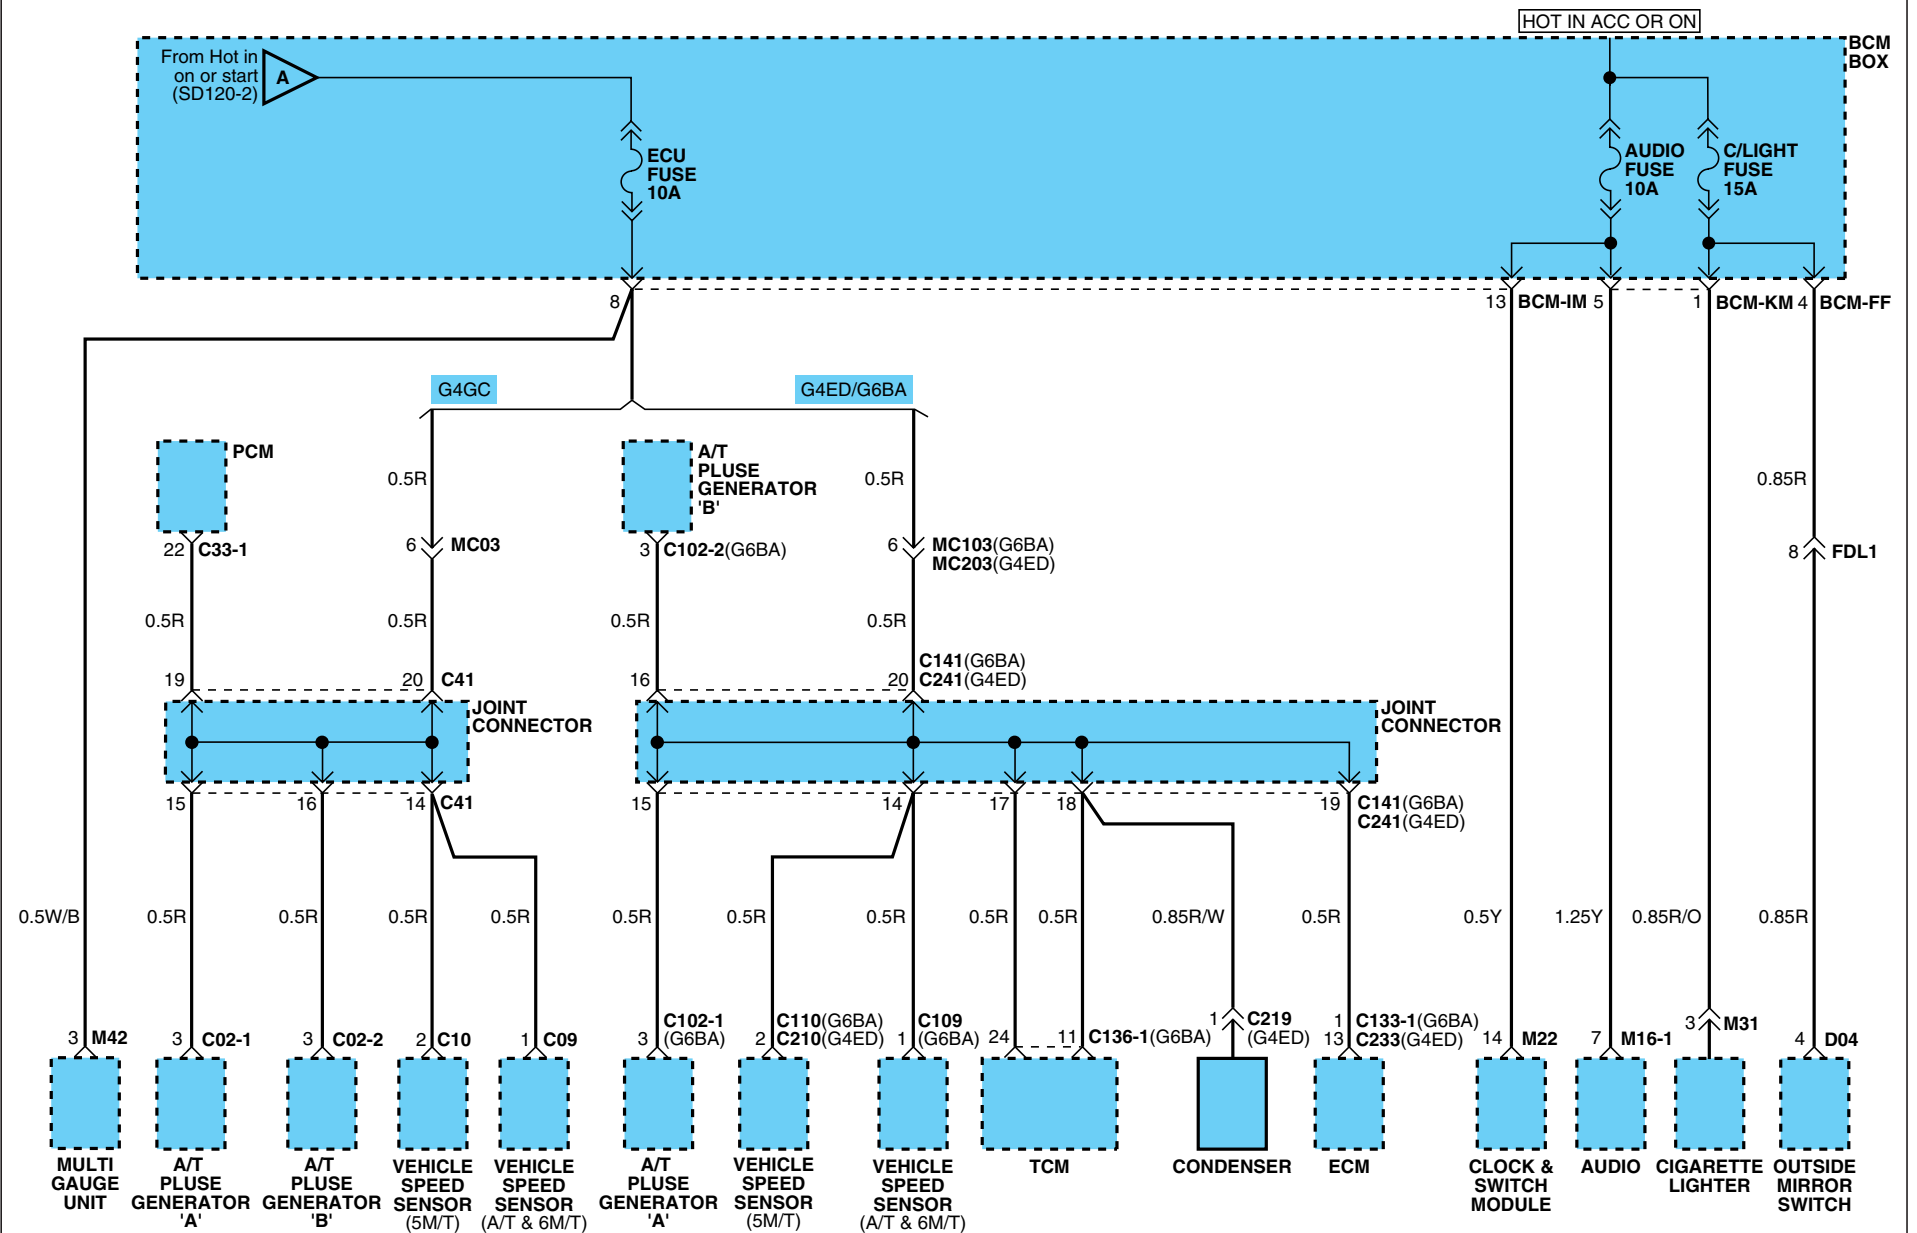 HOT IN ACC OR ON
BCM
BOX
From Hot in
on or start
(SD120-2)
A
ECU
FUSE
10A
AUDIO
FUSE
10A
C/LIGHT
FUSE
15A
8
13 BCM-IM 5
1 BCM-KM 4 BCM-FF
G4GC
G4ED/G6BA
PCM
A/T
PLUSE
GENERATOR
'B'
0.5R
0.5R
0.85R
22 C33-1
6 MC03
3 C102-2(G6BA)
6 MC103(G6BA)
MC203(G4ED)
8 FDL1
0.5R
0.5R
0.5R
0.5R
19
20 C41
16
20
C141(G6BA)
C241(G4ED)
JOINT
CONNECTOR
JOINT
CONNECTOR
15
16
14 C41
15
14
17
18
19
C141(G6BA)
C241(G4ED)
0.5W/B
0.5R
0.5R
0.5R
0.5R
0.5R
0.5R
0.5R
0.5R
0.5R
0.85R/W
0.5R
0.5Y
1.25Y
0.85R/O
0.85R
3 M42
3 C02-1
3 C02-2
2 C10
1 C09
3
C102-1
(G6BA)
2
C110(G6BA)
C210(G4ED)
1
C109
(G6BA)
24
11 C136-1(G6BA)
1
C219
(G4ED)
1 C133-1(G6BA)
13 C233(G4ED)
14 M22
7 M16-1
3 M31
4 D04
MULTI
GAUGE
UNIT
A/T
PLUSE
GENERATOR
'A'
A/T
PLUSE
GENERATOR
'B'
VEHICLE
SPEED
SENSOR
(5M/T)
VEHICLE
SPEED
SENSOR
(A/T & 6M/T)
A/T
PLUSE
GENERATOR
'A'
VEHICLE
SPEED
SENSOR
(5M/T)
VEHICLE
SPEED
SENSOR
(A/T & 6M/T)
TCM
CONDENSER
ECM
CLOCK &
SWITCH
MODULE
AUDIO
CIGARETTE
LIGHTER
OUTSIDE
MIRROR
SWITCH